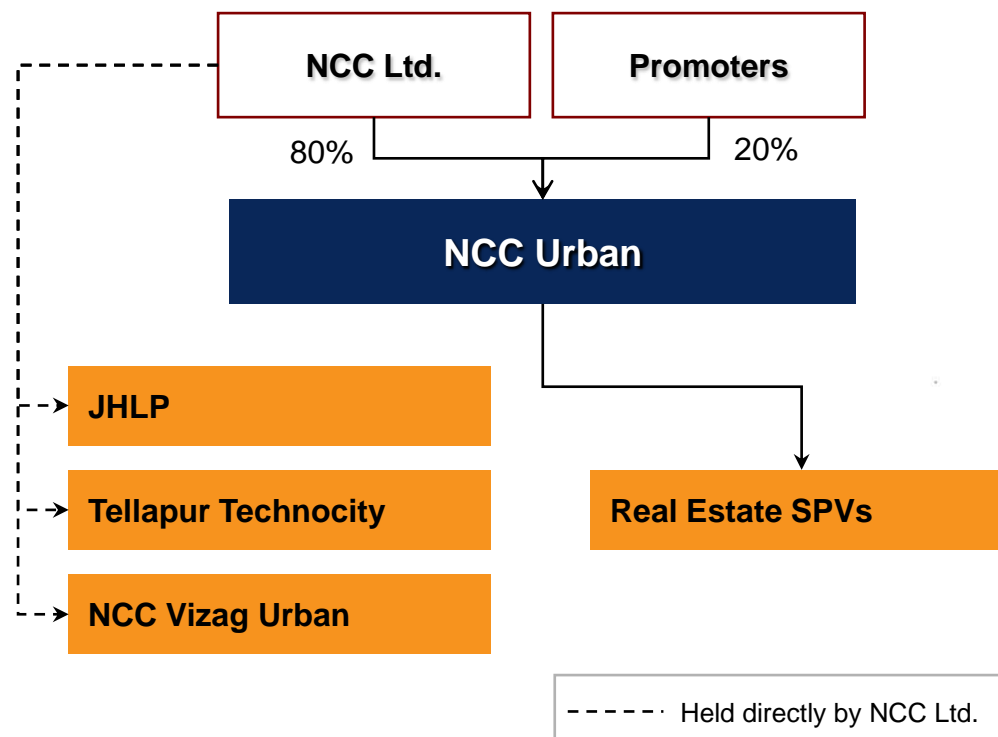 NCC Ltd.
Promoters
80%
20%
NCC Urban
JHLP
Tellapur Technocity
Real Estate SPVs
NCC Vizag Urban
Held directly by NCC Ltd.